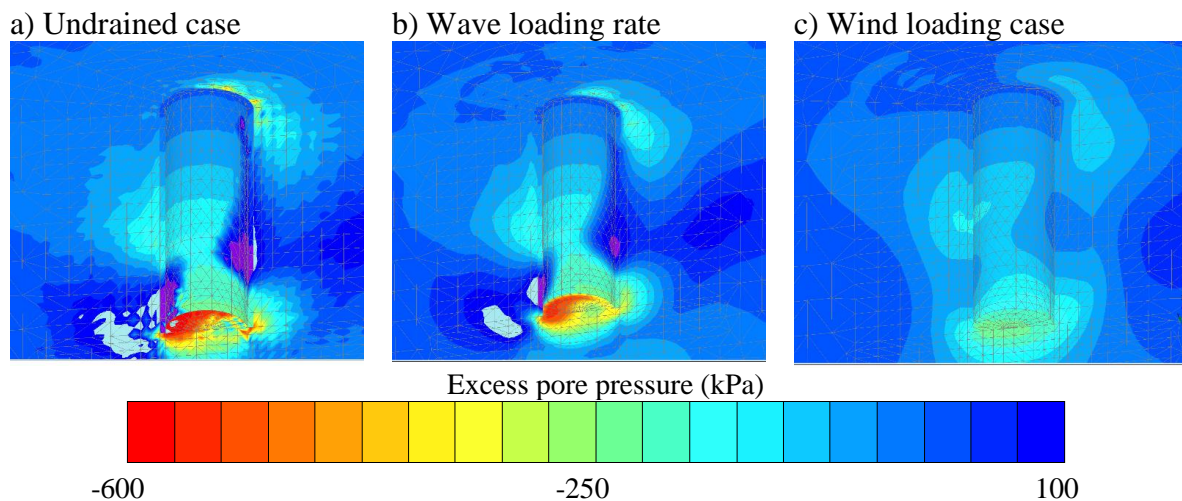 a) Undrained case
b) Wave loading rate
c) Wind loading case
Excess pore pressure (kPa)
-600
-250
100